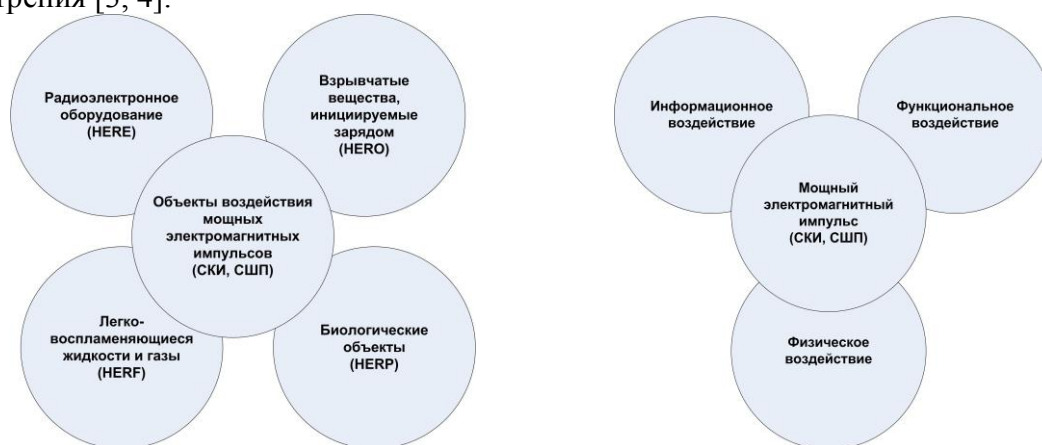 трения [3, 4].
Радиоэлектронное
оборудование
(HERE)
Взрывчатые
вещества,
инициируемые
зарядом
(HERO)
Объекты воздействия
мощных
электромагнитных
импульсов
(СКИ, СШП)
Легко-
воспламеняющиеся
жидкости и газы
(HERF)
Биологические
объекты
(HERP)
Информационное
воздействие
Функциональное
воздействие
Мощный
электромагнитный
импульс
(СКИ, СШП)
Физическое
воздействие